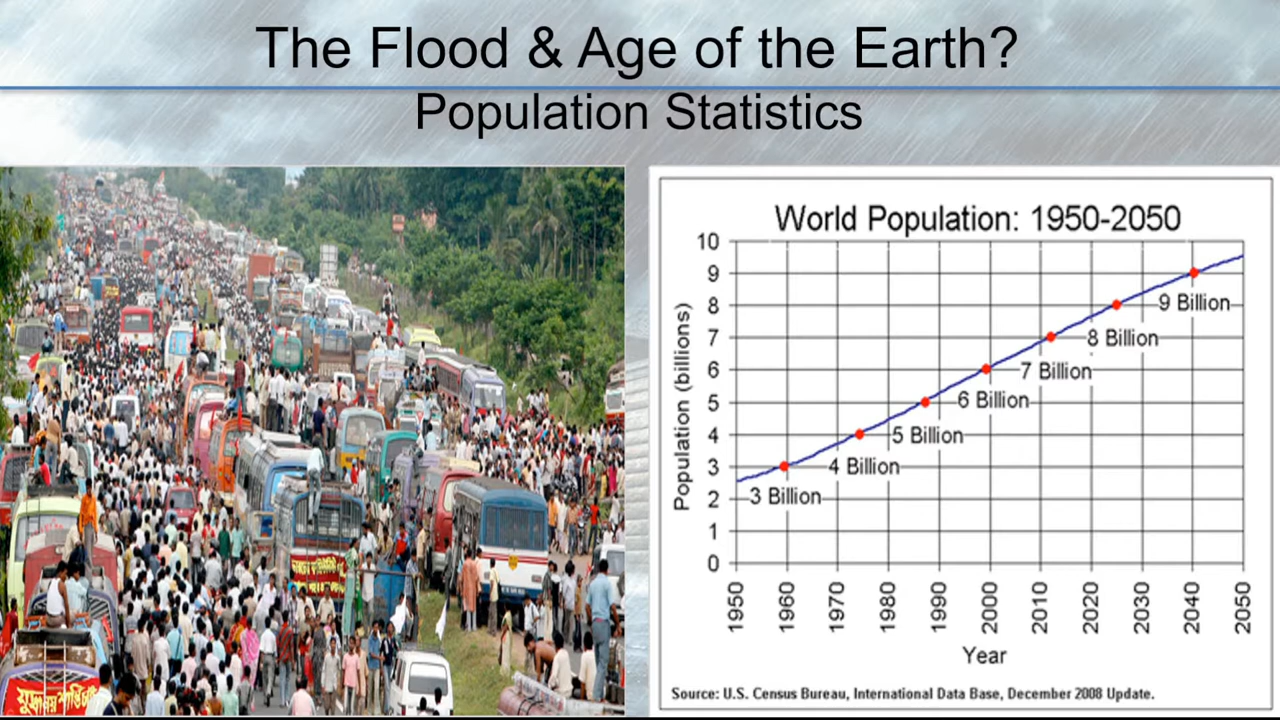 The Flood & Age of the Earth?
Population Statistics
World Population: 1950-2050
Population (billions)
10
9
8
7
6
5
4
3
2
1
0
9 Billion
8 Billion
7 Billion
6 Billion
5 Billion
4 Billion
3 Billion
1950 1960 1970 1980 1990 2000 2010 2020 2030 2040 2050
Year
Source: U.S. Census Bureau, International Data Base, December 2008 Update.